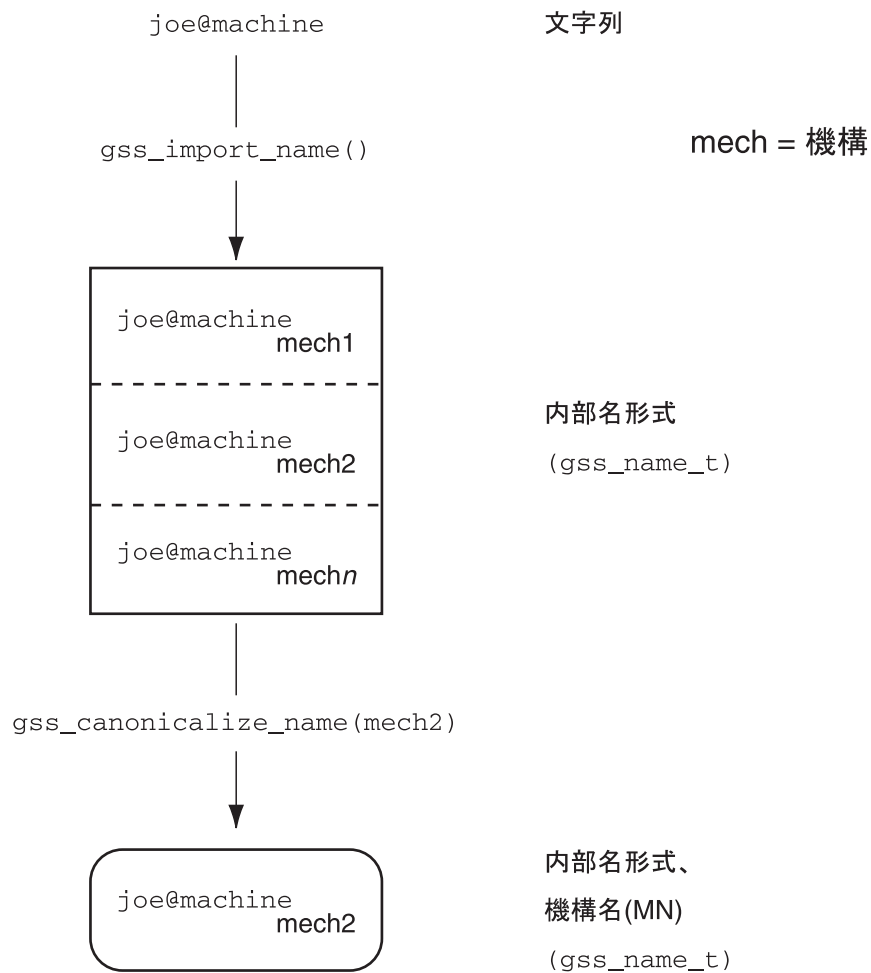 joe@machine 文字列
gss_import_name() mech = 機構
joe@machine
mech1
joe@machine
mech2
内部名形式
(gss_name_t)
joe@machine
mechn
gss_canonicalize_name(mech2)
joe@machine
mech2
内部名形式、
機構名(MN)
(gss_name_t)